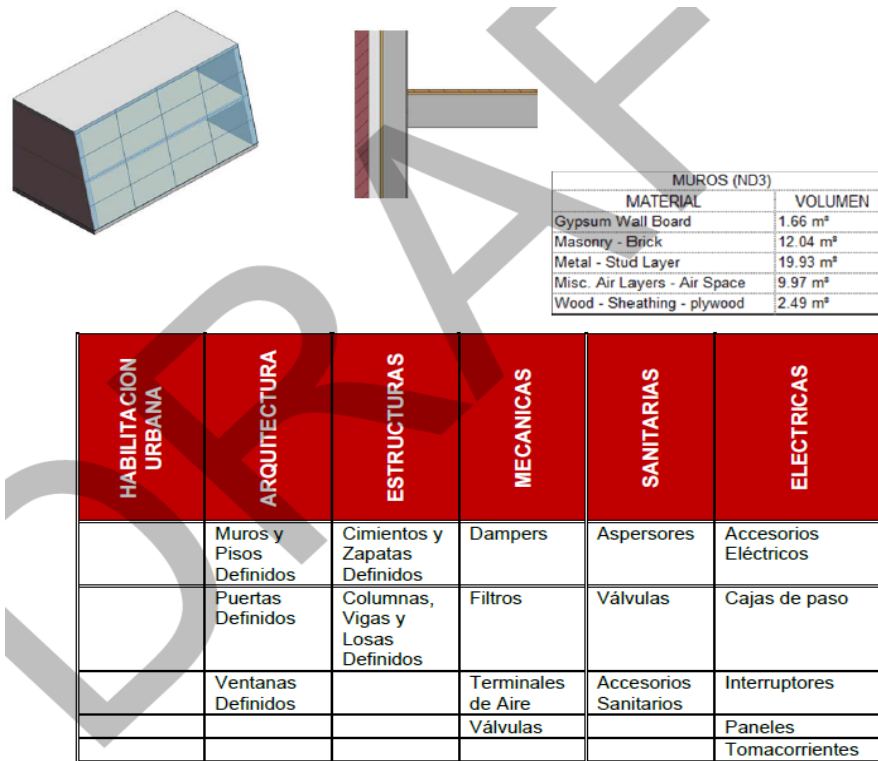 DRAF
MUROS (ND3)
MATERIAL VOLUMEN
Gypsum Wall Board 1.66 m³
Masonry - Brick 12.04 m³
Metal - Stud Layer 19.93 m³
Misc. Air Layers - Air Space 9.97 m³
Wood - Sheathing - plywood 2.49 m³
HABILITACION
URBANA
ARQUITECTURA
ESTRUCTURAS
MECANICAS
SANITARIAS
ELECTRICAS
Muros y
Pisos
Definidos
Cimientos y
Zapatas
Definidos
Dampers
Aspersores
Accesorios
Eléctricos
Puertas
Definidos
Columnas,
Vigas y
Losas
Definidos
Filtros
Válvulas
Cajas de paso
Ventanas
Definidos
Terminales
de Aire
Accesorios
Sanitarios
Interruptores
Válvulas
Paneles
Tomacorrientes